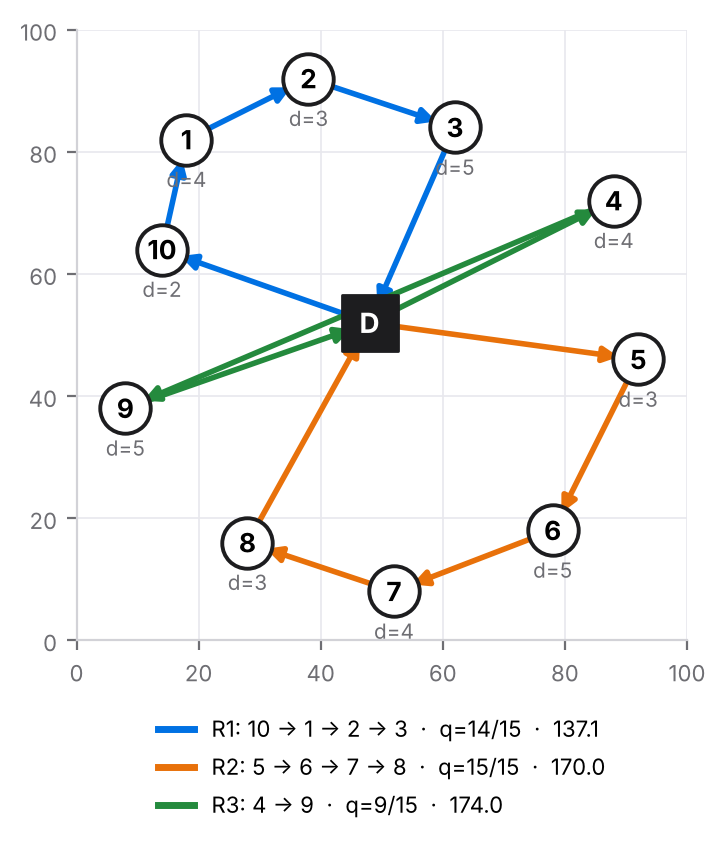 100
80
60
40
20
0
0 20 40 60 80 100
2
d=3
3
d=5
1
d=4
4
d=4
10
d=2
D
5
d=3
9
d=5
6
d=5
8
d=3
7
d=4
R1: 10 → 1 → 2 → 3 · q=14/15 · 137.1
R2: 5 → 6 → 7 → 8 · q=15/15 · 170.0
R3: 4 → 9 · q=9/15 · 174.0